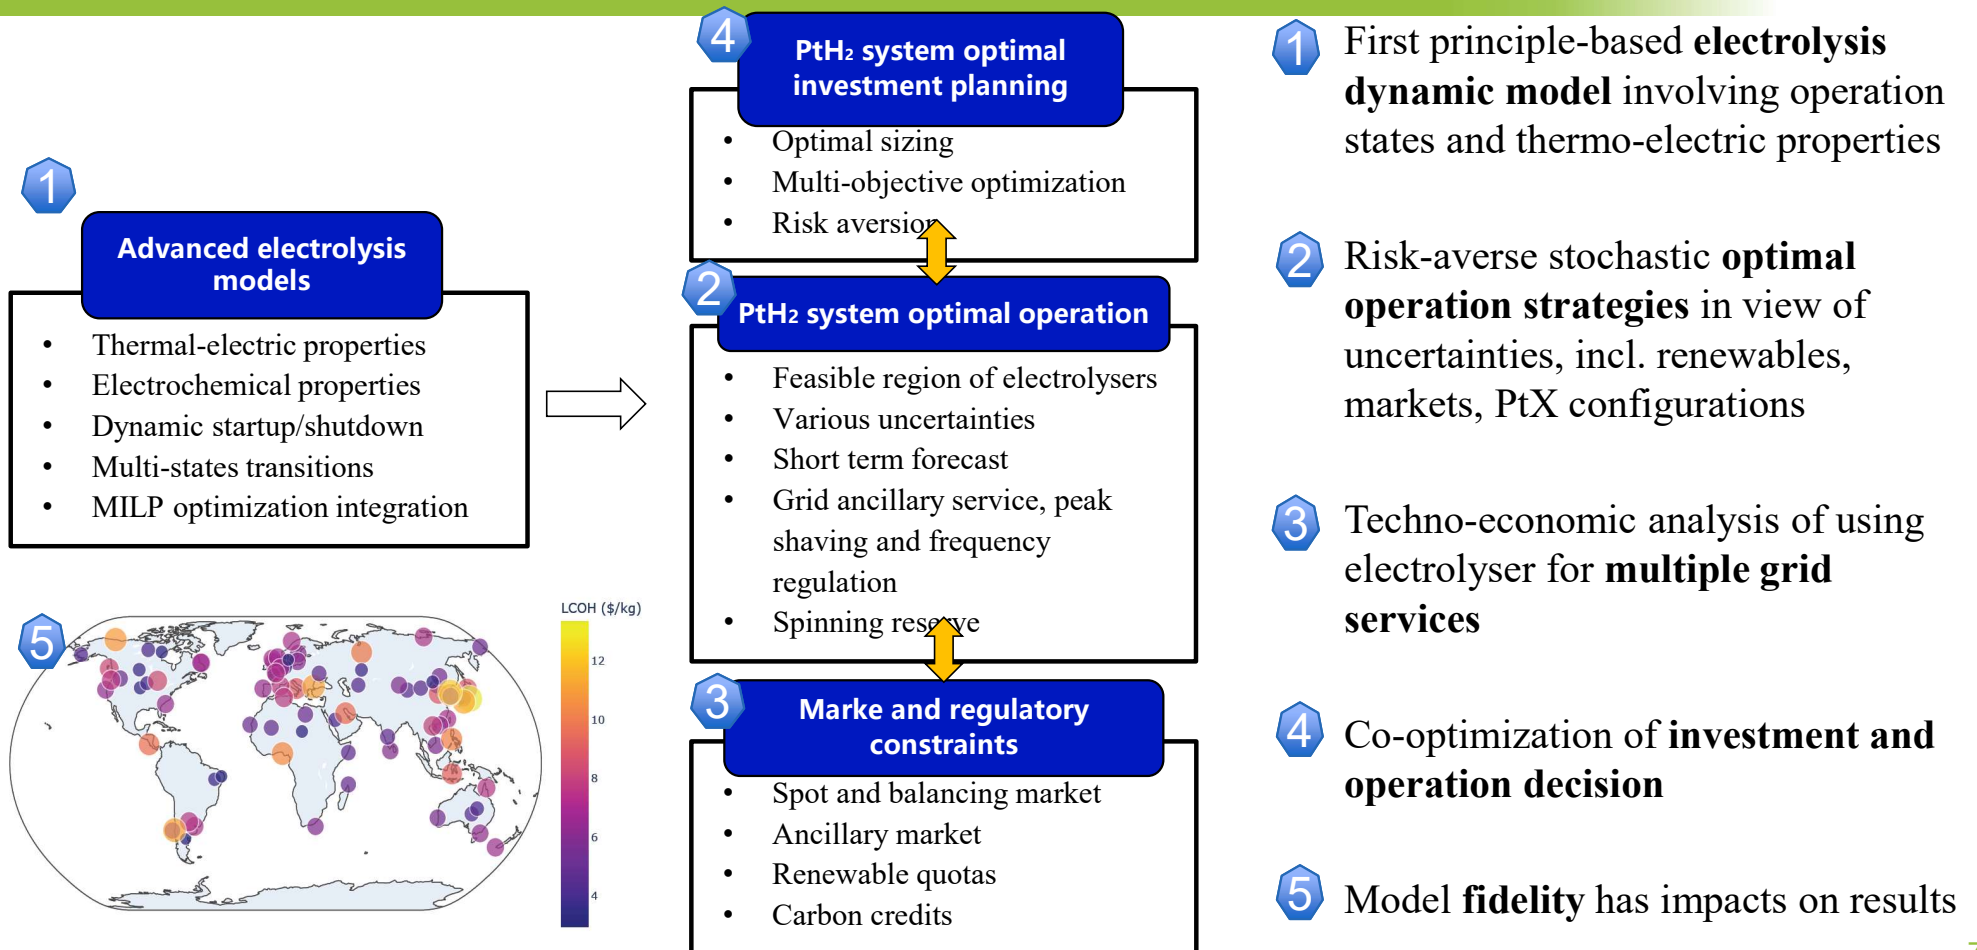 1
Advanced electrolysis
models
• Thermal-electric properties
• Electrochemical properties
• Dynamic startup/shutdown
• Multi-states transitions
• MILP optimization integration
5
LCOH ($/kg)
12
10
8
6
4
4
PtH₂ system optimal
investment planning
• Optimal sizing
• Multi-objective optimization
• Risk aversion
2
PtH₂ system optimal operation
• Feasible region of electrolysers
• Various uncertainties
• Short term forecast
• Grid ancillary service, peak
shaving and frequency
regulation
• Spinning reserve
3
Marke and regulatory
constraints
• Spot and balancing market
• Ancillary market
• Renewable quotas
• Carbon credits
1 First principle-based electrolysis
dynamic model involving operation
states and thermo-electric properties
2 Risk-averse stochastic optimal
operation strategies in view of
uncertainties, incl. renewables,
markets, PtX configurations
3 Techno-economic analysis of using
electrolyser for multiple grid
services
4 Co-optimization of investment and
operation decision
5 Model fidelity has impacts on results